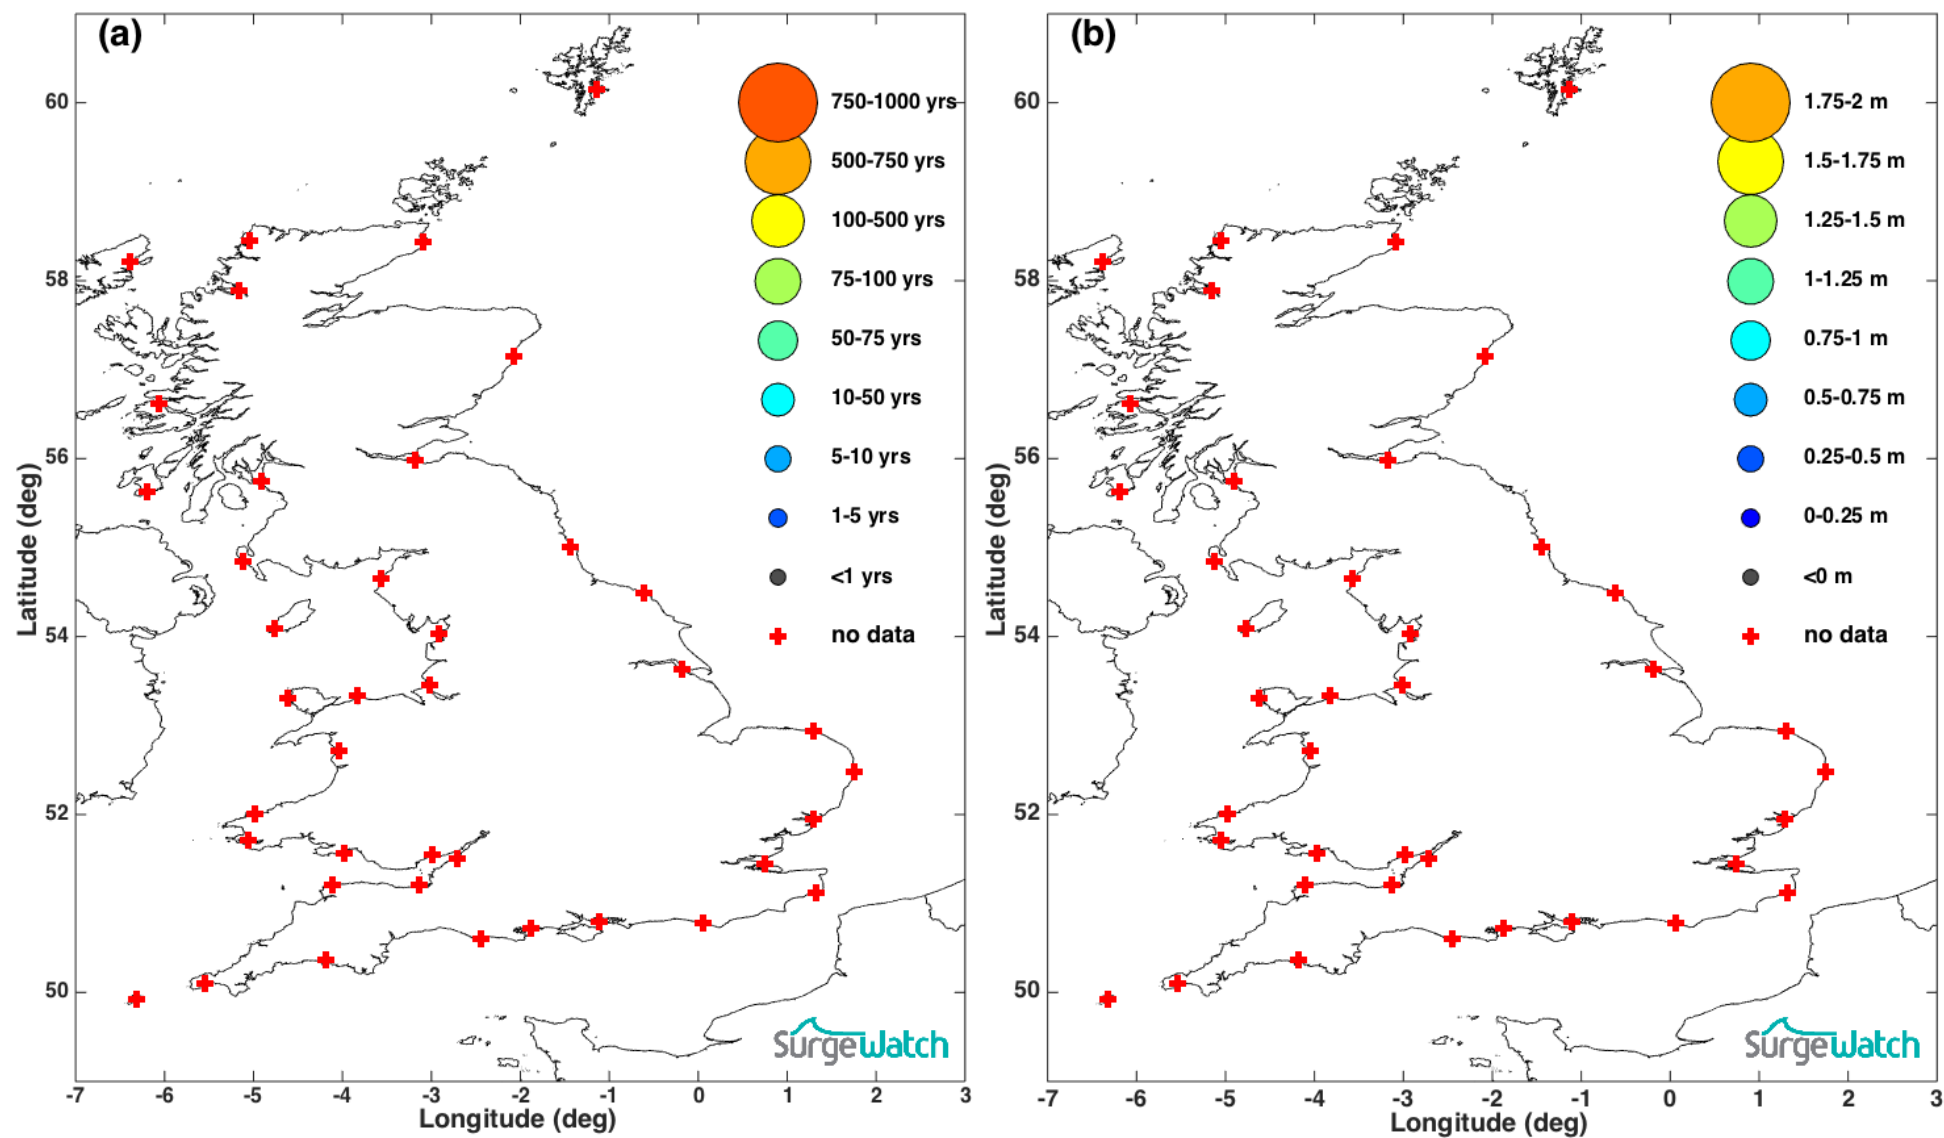 (a)
750-1000 yrs
500-750 yrs
100-500 yrs
75-100 yrs
50-75 yrs
10-50 yrs
5-10 yrs
1-5 yrs
<1 yrs
no data
60
58
56
54
52
50
Latitude (deg)
-7 -6 -5 -4 -3 -2 -1 0 1 2 3
Longitude (deg)
SurgeWatch
(b)
1.75-2 m
1.5-1.75 m
1.25-1.5 m
1-1.25 m
0.75-1 m
0.5-0.75 m
0.25-0.5 m
0-0.25 m
<0 m
no data
60
58
56
54
52
50
Latitude (deg)
-7 -6 -5 -4 -3 -2 -1 0 1 2 3
Longitude (deg)
SurgeWatch